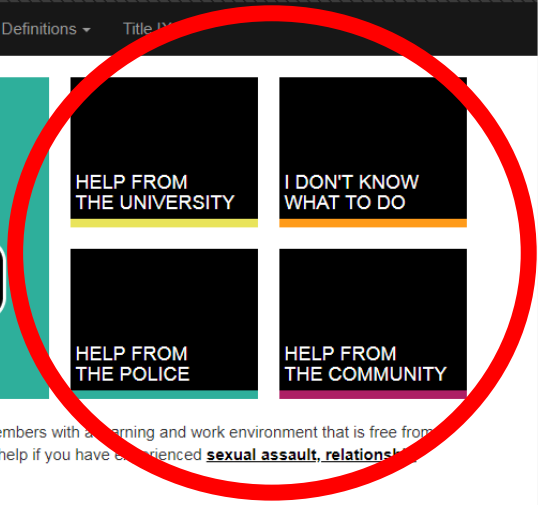 Definitions Title IX
HELP FROM
THE UNIVERSITY
I DON'T KNOW
WHAT TO DO
HELP FROM
THE POLICE
HELP FROM
THE COMMUNITY
embers with a and work environment that is free from
help if you have sexual assault,